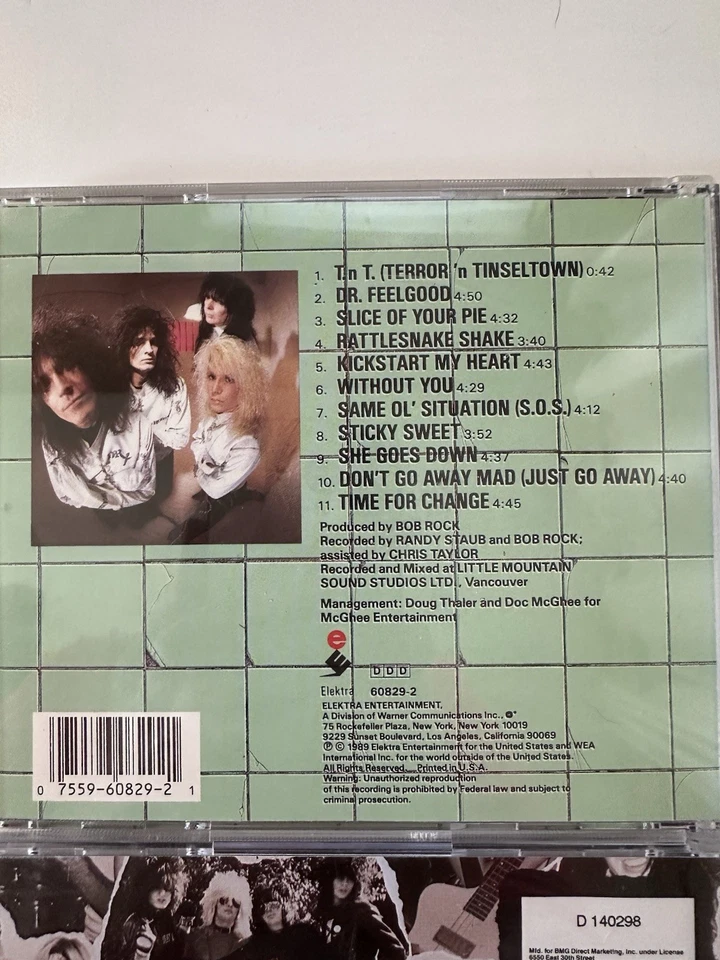 1. T.n T. (TERROR 'n TINSELTOWN) 0:42
2. DR. FEELGOOD 4:50
3. SLICE OF YOUR PIE 4:32
4. RATTLESNAKE SHAKE 3:40
5. KICKSTART MY HEART 4:43
6. WITHOUT YOU 4:29
7. SAME OL' SITUATION (S.O.S.) 4:12
8. STICKY SWEET 3:52
9. SHE GOES DOWN 4:37
10. DON'T GO AWAY MAD (JUST GO AWAY) 4:40
11. TIME FOR CHANGE 4:45
Produced by BOB ROCK
Recorded by RANDY STAUB and BOB ROCK;
assisted by CHRIS TAYLOR
Recorded and Mixed at LITTLE MOUNTAIN
SOUND STUDIOS LTD., Vancouver
Management: Doug Thaler and Doc McGhee for
McGhee Entertainment
e
DDD
Elektra 60829-2
ELEKTRA ENTERTAINMENT,
A Division of Warner Communications Inc.,
75 Rockefeller Plaza, New York, New York 10019
9229 Sunset Boulevard, Los Angeles, California 90069
℗ © 1989 Elektra Entertainment for the United States and WEA
International Inc. for the world outside of the United States.
All Rights Reserved. Printed in U.S.A.
Warning: Unauthorized reproduction
of this recording is prohibited by Federal law and subject to
criminal prosecution.
0 7559-60829-2 1
D 140298
Mfd. for BMG Direct Marketing, Inc. under License
6550 East 30th Street